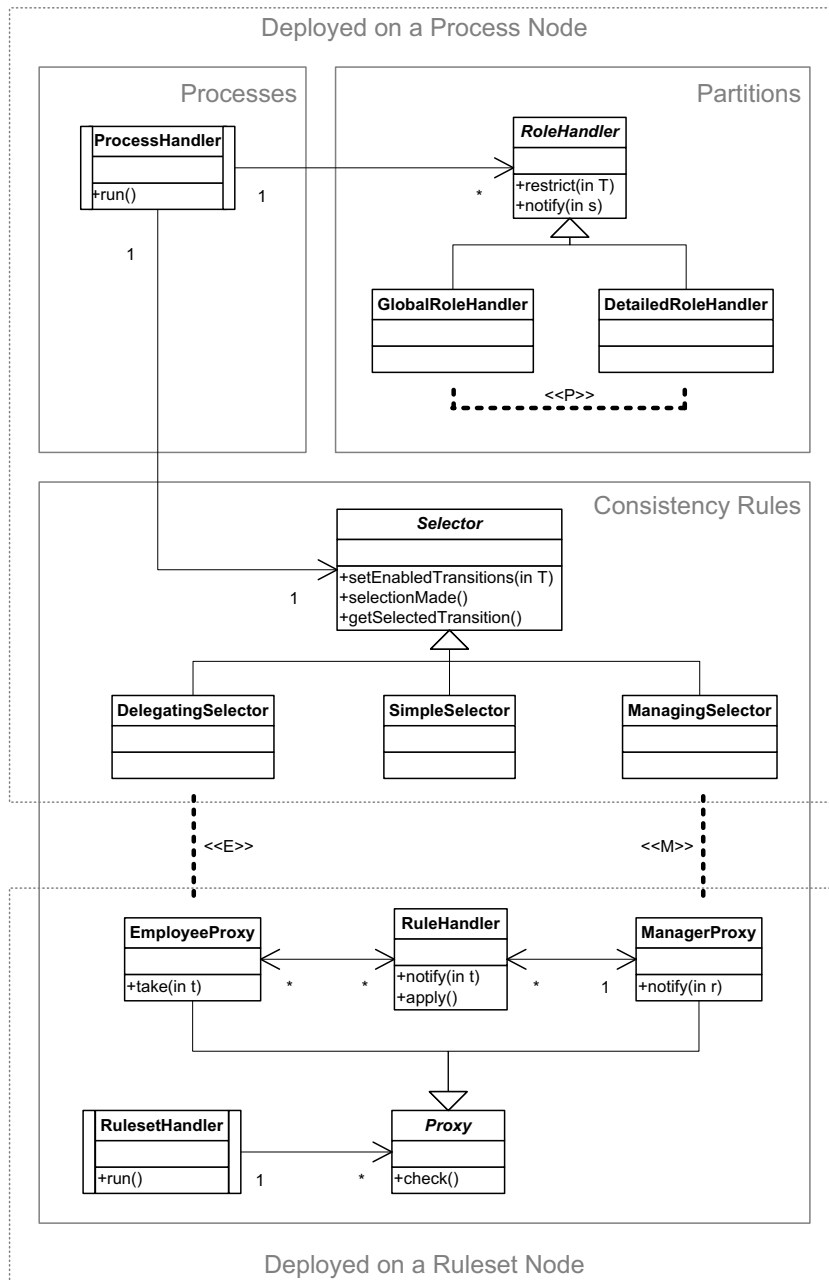 Deployed on a Process Node
Processes
Partitions
ProcessHandler
+run()
1
*
1
RoleHandler
+restrict(in T)
+notify(in s)
GlobalRoleHandler
DetailedRoleHandler
<<P>>
Consistency Rules
Selector
+setEnabledTransitions(in T)
+selectionMade()
+getSelectedTransition()
1
DelegatingSelector
SimpleSelector
ManagingSelector
<<E>>
<<M>>
EmployeeProxy
+take(in t)
*
*
RuleHandler
+notify(in t)
+apply()
*
1
ManagerProxy
+notify(in r)
RulesetHandler
+run()
1
*
Proxy
+check()
Deployed on a Ruleset Node